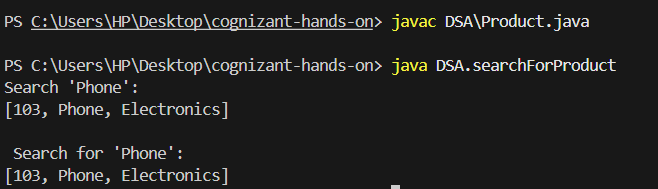 PS C:\Users\HP\Desktop\cognizant-hands-on> javac DSA\Product.java
PS C:\Users\HP\Desktop\cognizant-hands-on> java DSA.searchForProduct
Search 'Phone':
[103, Phone, Electronics]
 Search for 'Phone':
[103, Phone, Electronics]